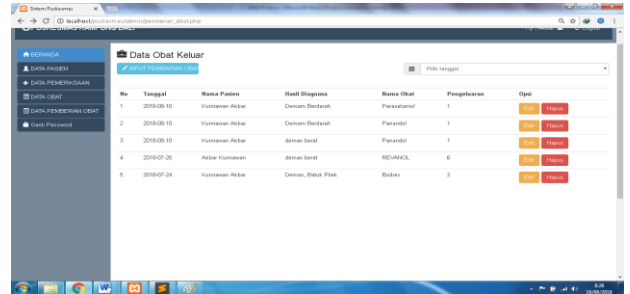 Sistem Puskesmas
localhost/puskesmas/admin/pemberian_obat.php
BERANDA
DATA PASIEN
DATA PEMERIKSAAN
DATA OBAT
DATA PEMBERIAN OBAT
Ganti Password
Data Obat Keluar
INPUT PEMBERIAN OBAT
Pilih tanggal ..
No Tanggal Nama Pasien Hasil Diagnosa Nama Obat Pengeluaran Opsi
1 2018-08-10 Kurniawan Akbar Demam Berdarah Parasetamol 1 Edit Hapus
2 2018-08-10 Kurniawan Akbar Demam Berdarah Panandol 1 Edit Hapus
3 2018-08-10 Kurniawan Akbar deman berat Panandol 1 Edit Hapus
4 2018-07-25 Akbar Kurniawan deman berat REVANOL 6 Edit Hapus
5 2018-07-24 Kurniawan Akbar Deman, Batuk Pilek Bodrex 3 Edit Hapus